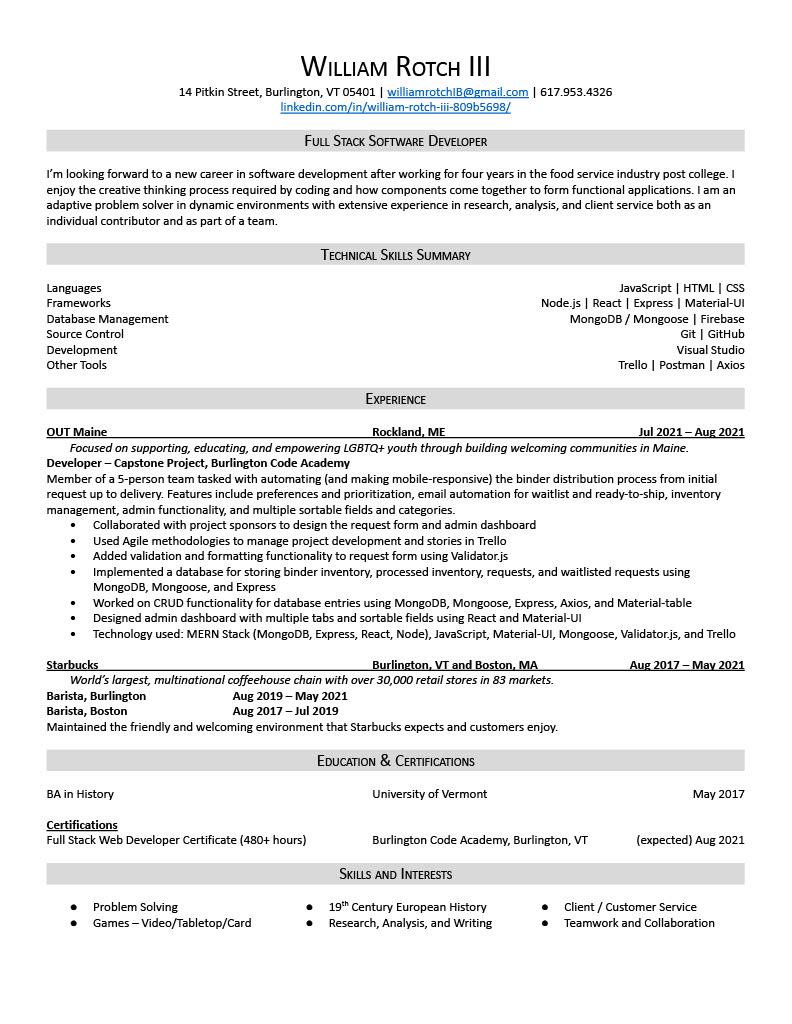 William Rotch III
14 Pitkin Street, Burlington, VT 05401 | williamrotchIB@gmail.com | 617.953.4326
linkedin.com/in/william-rotch-iii-809b5698/
Full Stack Software Developer
I'm looking forward to a new career in software development after working for four years in the food service industry post college. I
enjoy the creative thinking process required by coding and how components come together to form functional applications. I am an
adaptive problem solver in dynamic environments with extensive experience in research, analysis, and client service both as an
individual contributor and as part of a team.
Technical Skills Summary
Languages JavaScript | HTML | CSS
Frameworks Node.js | React | Express | Material-UI
Database Management MongoDB / Mongoose | Firebase
Source Control Git | GitHub
Development Visual Studio
Other Tools Trello | Postman | Axios
Experience
OUT Maine Rockland, ME Jul 2021 – Aug 2021
Focused on supporting, educating, and empowering LGBTQ+ youth through building welcoming communities in Maine.
Developer – Capstone Project, Burlington Code Academy
Member of a 5-person team tasked with automating (and making mobile-responsive) the binder distribution process from initial
request up to delivery. Features include preferences and prioritization, email automation for waitlist and ready-to-ship, inventory
management, admin functionality, and multiple sortable fields and categories.
• Collaborated with project sponsors to design the request form and admin dashboard
• Used Agile methodologies to manage project development and stories in Trello
• Added validation and formatting functionality to request form using Validator.js
• Implemented a database for storing binder inventory, processed inventory, requests, and waitlisted requests using
MongoDB, Mongoose, and Express
• Worked on CRUD functionality for database entries using MongoDB, Mongoose, Express, Axios, and Material-table
• Designed admin dashboard with multiple tabs and sortable fields using React and Material-UI
• Technology used: MERN Stack (MongoDB, Express, React, Node), JavaScript, Material-UI, Mongoose, Validator.js, and Trello
Starbucks Burlington, VT and Boston, MA Aug 2017 – May 2021
World's largest, multinational coffeehouse chain with over 30,000 retail stores in 83 markets.
Barista, Burlington Aug 2019 – May 2021
Barista, Boston Aug 2017 – Jul 2019
Maintained the friendly and welcoming environment that Starbucks expects and customers enjoy.
Education & Certifications
BA in History University of Vermont May 2017
Certifications
Full Stack Web Developer Certificate (480+ hours) Burlington Code Academy, Burlington, VT (expected) Aug 2021
Skills and Interests
● Problem Solving ● 19th Century European History ● Client / Customer Service
● Games – Video/Tabletop/Card ● Research, Analysis, and Writing ● Teamwork and Collaboration